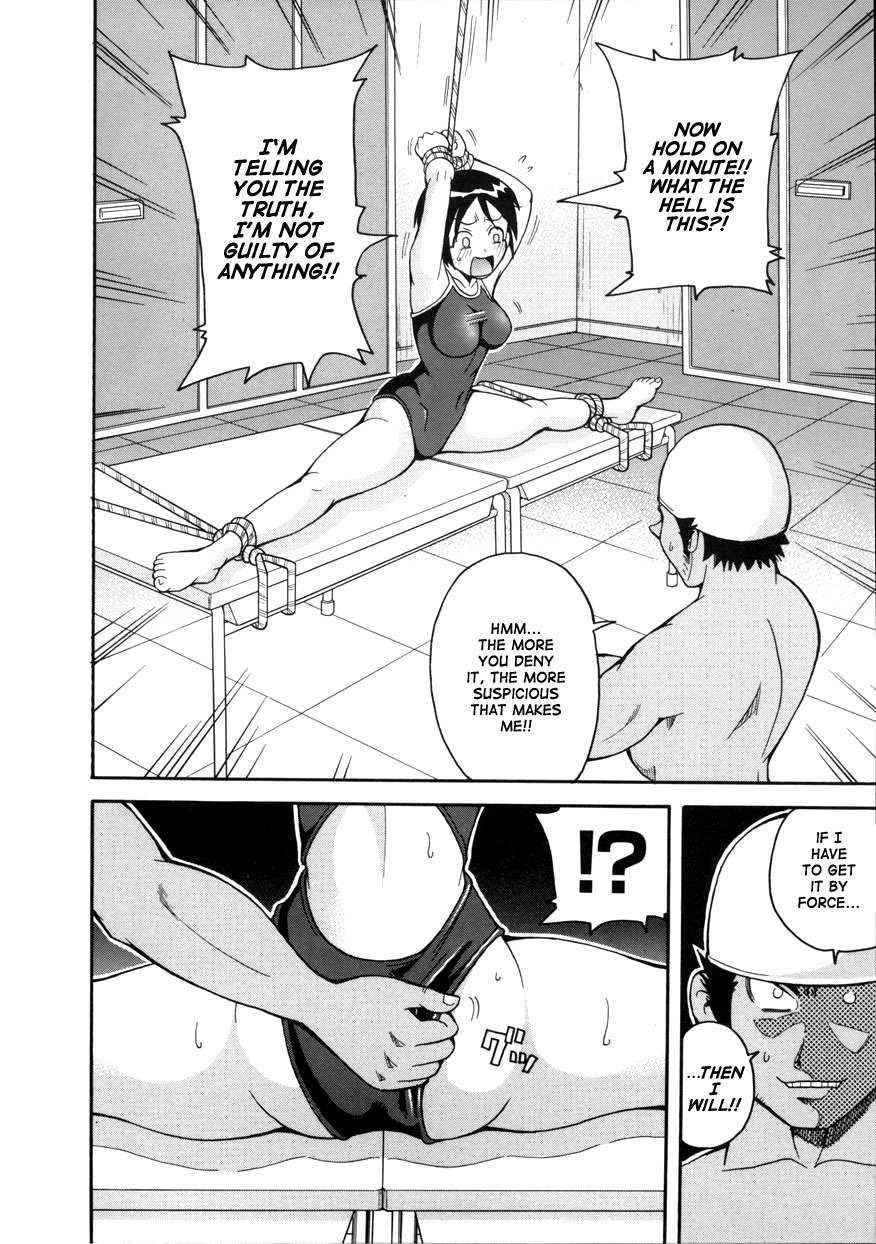 NOW
HOLD ON
A MINUTE!!
WHAT THE
HELL IS
THIS?!
I'M
TELLING
YOU THE
TRUTH,
I'M NOT
GUILTY OF
ANYTHING!!
HMM...
THE MORE
YOU DENY
IT, THE MORE
SUSPICIOUS
THAT MAKES
ME!!
IF I
HAVE
TO GET
IT BY
FORCE...
...THEN
I
WILL!!
!?
グッ